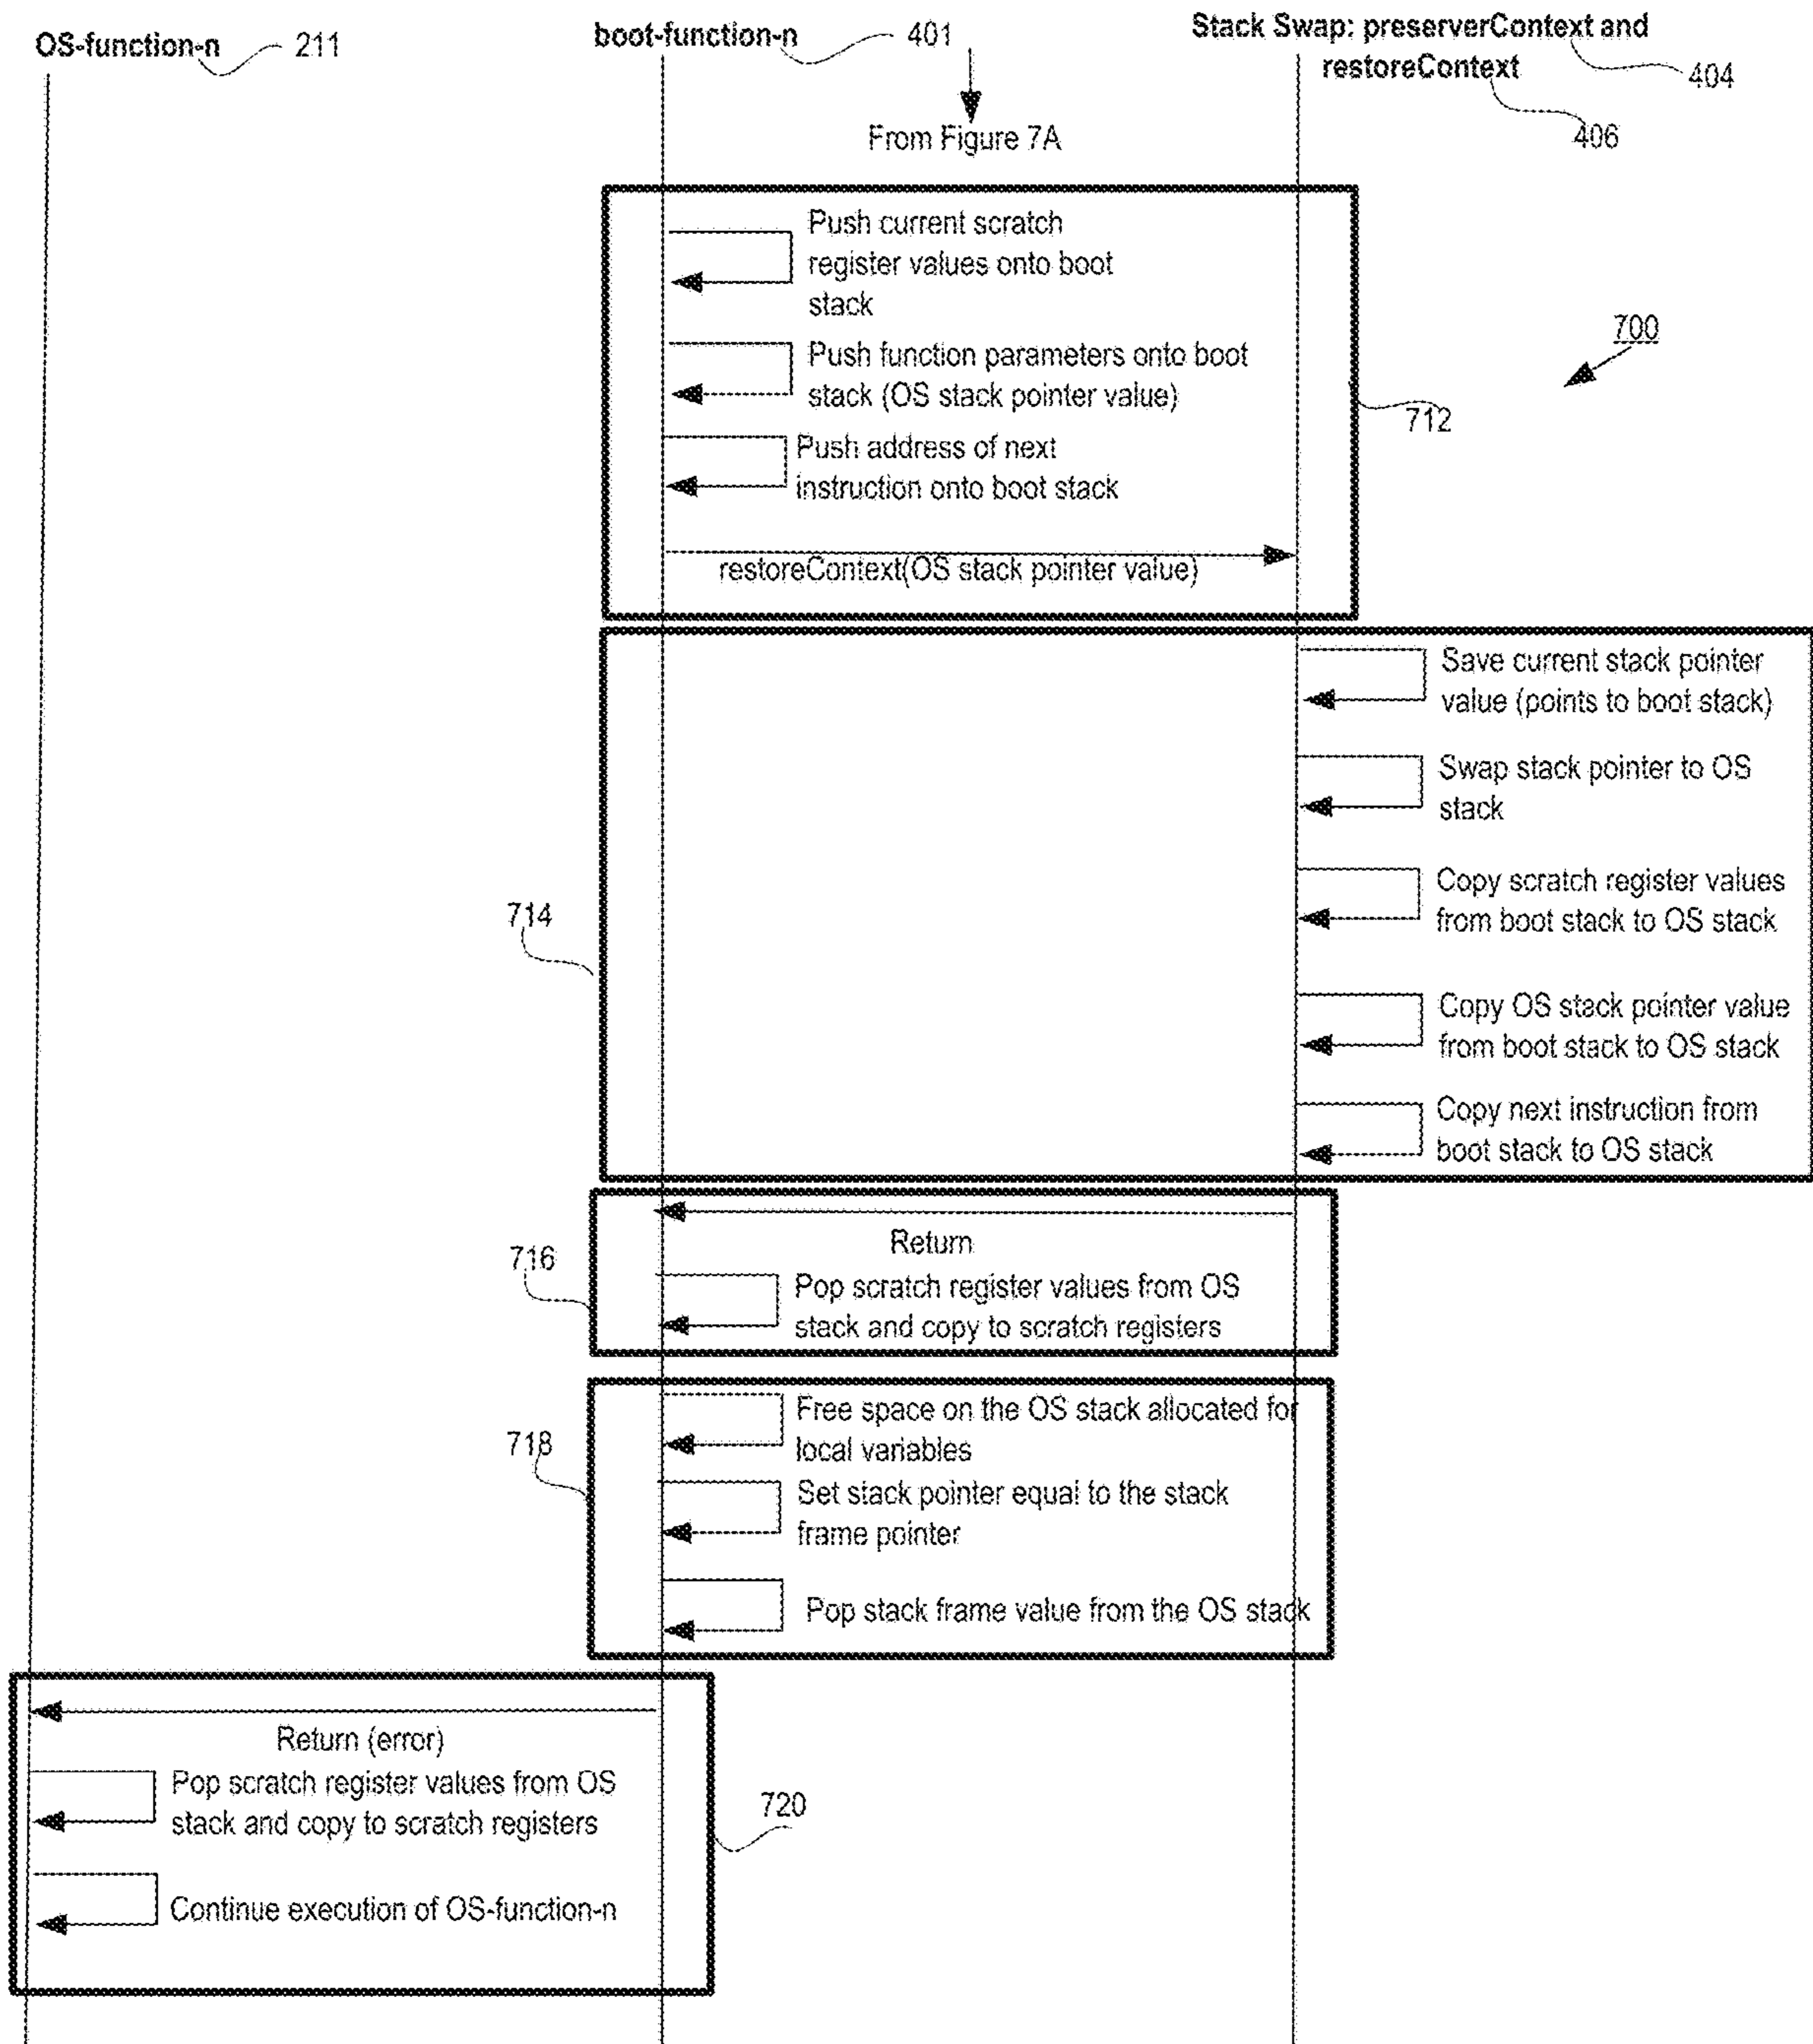 OS-function-n 211
boot-function-n 401
Stack Swap: preserverContext and
restoreContext
404
406
From Figure 7A
Push current scratch
register values onto boot
stack
700
Push function parameters onto boot
stack (OS stack pointer value)
712
Push address of next
instruction onto boot stack
restoreContext(OS stack pointer value)
Save current stack pointer
value (points to boot stack)
Swap stack pointer to OS
stack
Copy scratch register values
from boot stack to OS stack
714
Copy OS stack pointer value
from boot stack to OS stack
Copy next instruction from
boot stack to OS stack
Return
716
Pop scratch register values from OS
stack and copy to scratch registers
Free space on the OS stack allocated for
local variables
718
Set stack pointer equal to the stack
frame pointer
Pop stack frame value from the OS stack
Return (error)
Pop scratch register values from OS
stack and copy to scratch registers
720
Continue execution of OS-function-n